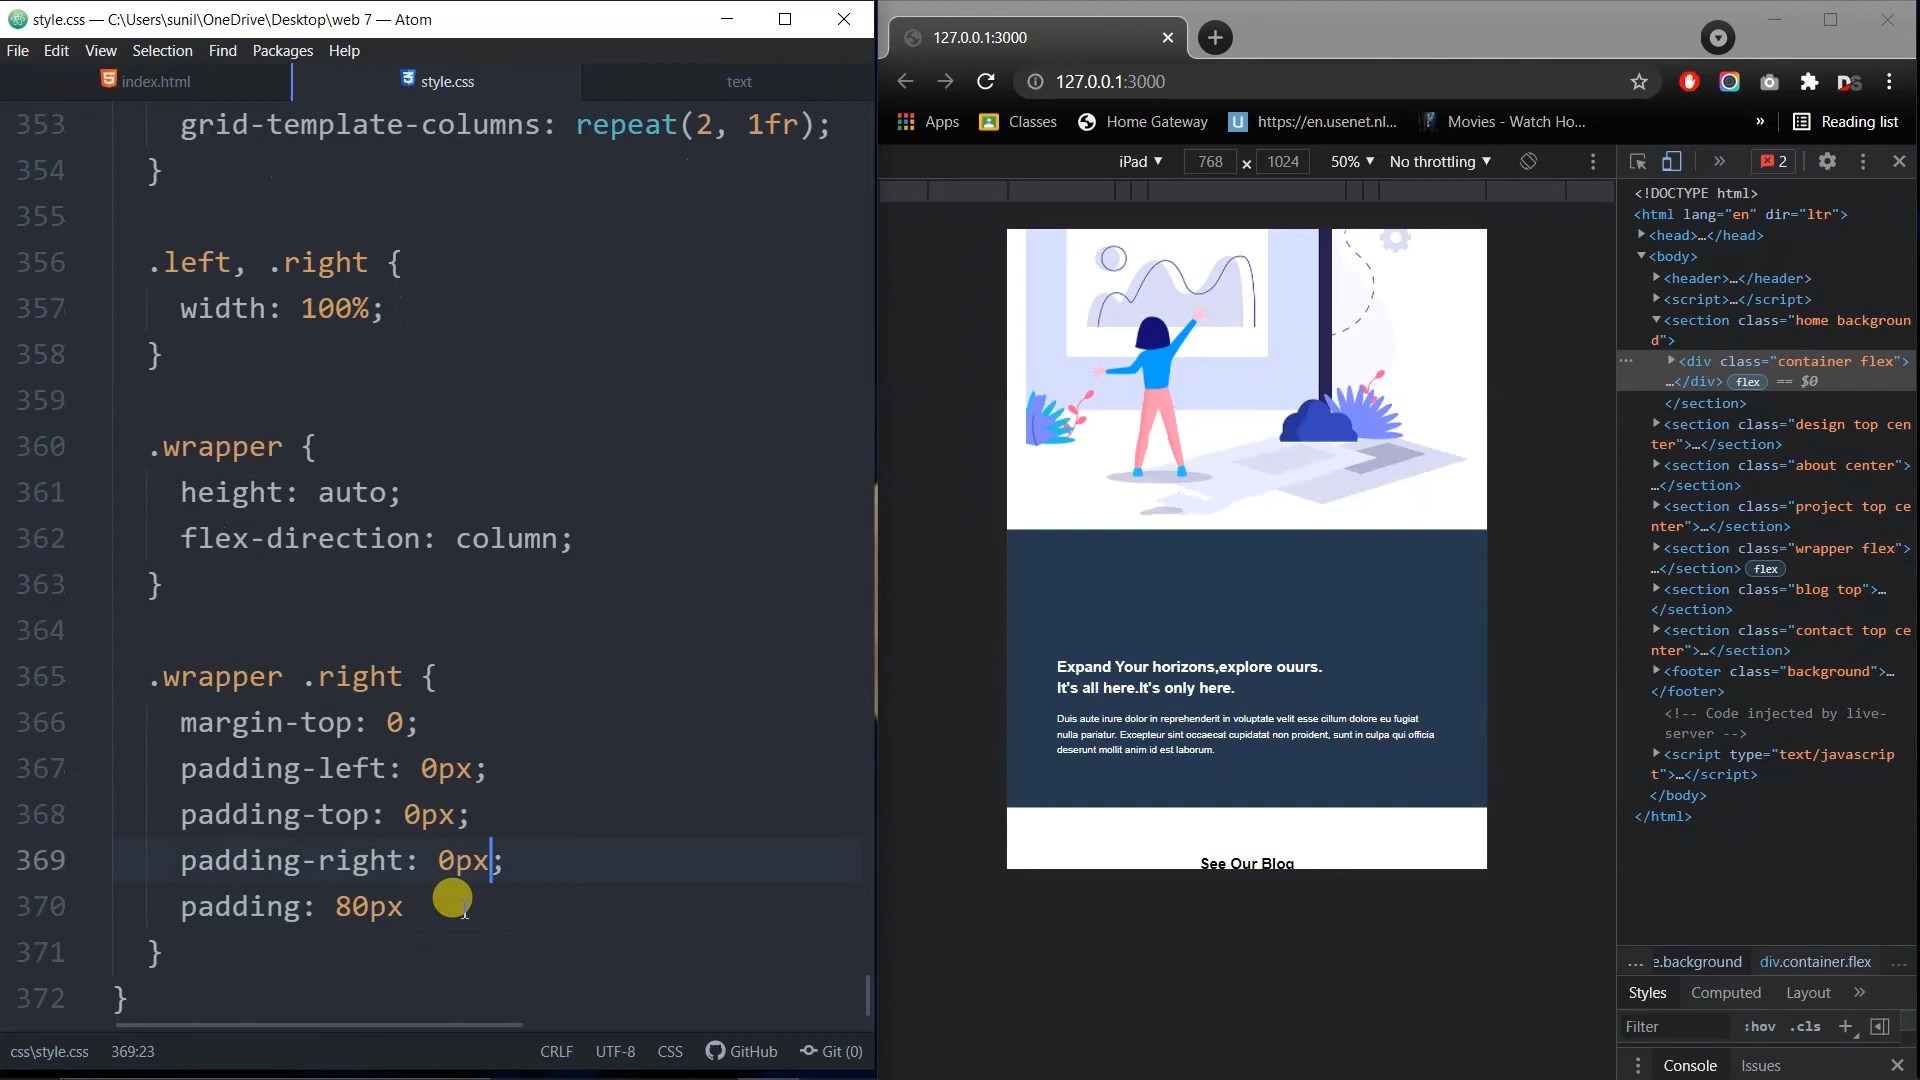 style.css — C:\Users\sunil\OneDrive\Desktop\web 7 — Atom
File Edit View Selection Find Packages Help
index.html
style.css
text
353 grid-template-columns: repeat(2, 1fr);
354 }
355
356 .left, .right {
357 width: 100%;
358 }
359
360 .wrapper {
361 height: auto;
362 flex-direction: column;
363 }
364
365 .wrapper .right {
366 margin-top: 0;
367 padding-left: 0px;
368 padding-top: 0px;
369 padding-right: 0px;
370 padding: 80px
371 }
372 }
css\style.css 369:23 CRLF UTF-8 CSS GitHub Git (0)
127.0.0.1:3000
127.0.0.1:3000
Apps Classes Home Gateway https://en.usenet.nl... Movies - Watch Ho... » Reading list
iPad ▼ 768 × 1024 50% ▼ No throttling ▼
Expand Your horizons,explore ouurs.
It's all here.It's only here.
Duis aute irure dolor in reprehenderit in voluptate velit esse cillum dolore eu fugiat
nulla pariatur. Excepteur sint occaecat cupidatat non proident, sunt in culpa qui officia
deserunt mollit anim id est laborum.
See Our Blog
» 2
<!DOCTYPE html>
<html lang="en" dir="ltr">
<head>…</head>
<body>
<header>…</header>
<script>…</script>
<section class="home backgroun
d">
<div class="container flex">
…</div> flex == $0
</section>
<section class="design top cen
ter">…</section>
<section class="about center">
…</section>
<section class="project top ce
nter">…</section>
<section class="wrapper flex">
…</section> flex
<section class="blog top">…
</section>
<section class="contact top ce
nter">…</section>
<footer class="background">…
</footer>
<!-- Code injected by live-
server -->
<script type="text/javascrip
t">…</script>
</body>
</html>
... e.background div.container.flex ...
Styles Computed Layout »
Filter :hov .cls +
Console Issues